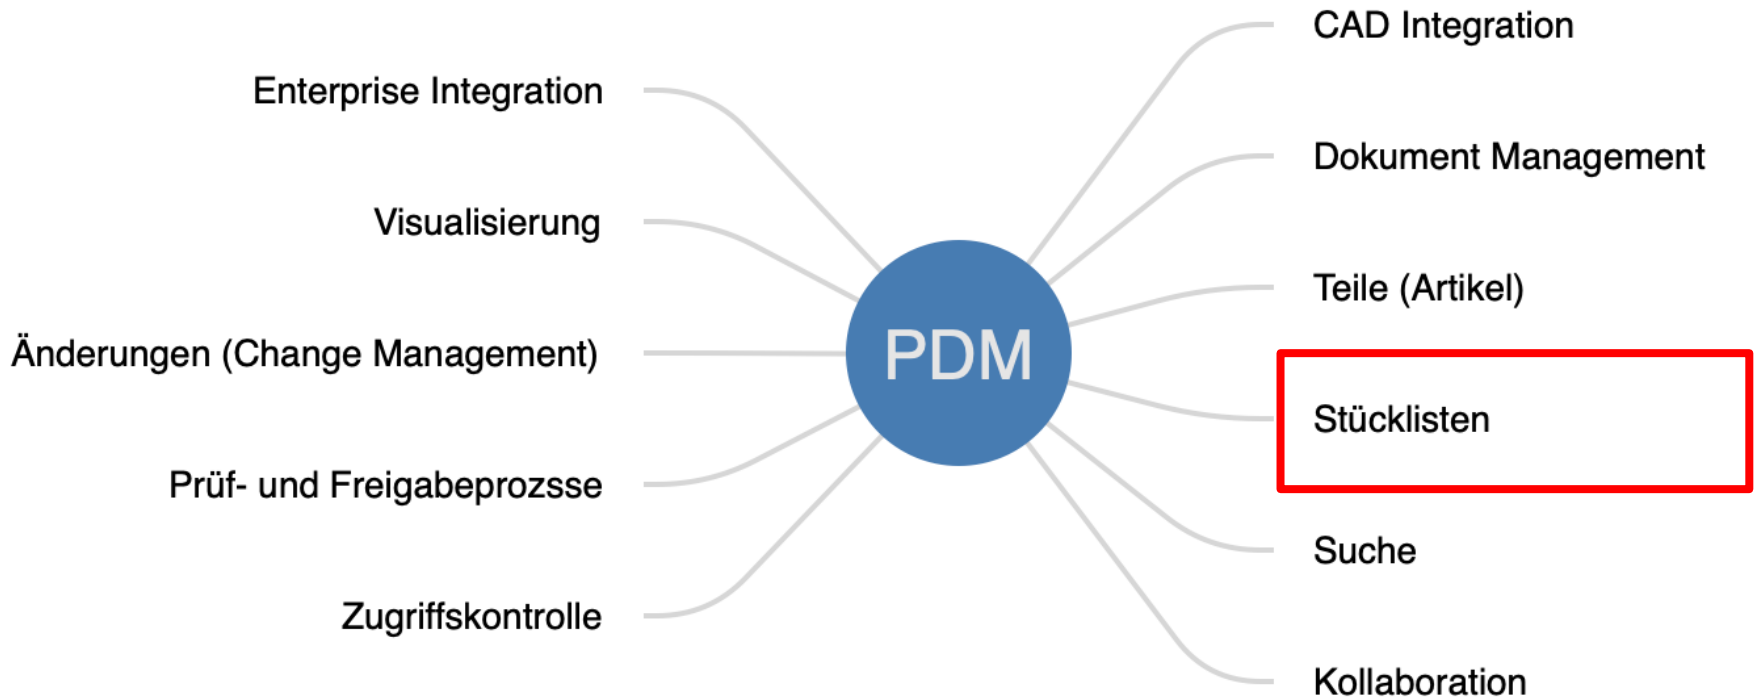 CAD Integration
Enterprise Integration
Dokument Management
Visualisierung
Teile (Artikel)
Änderungen (Change Management)
PDM
Stücklisten
Prüf- und Freigabeprozsse
Suche
Zugriffskontrolle
Kollaboration